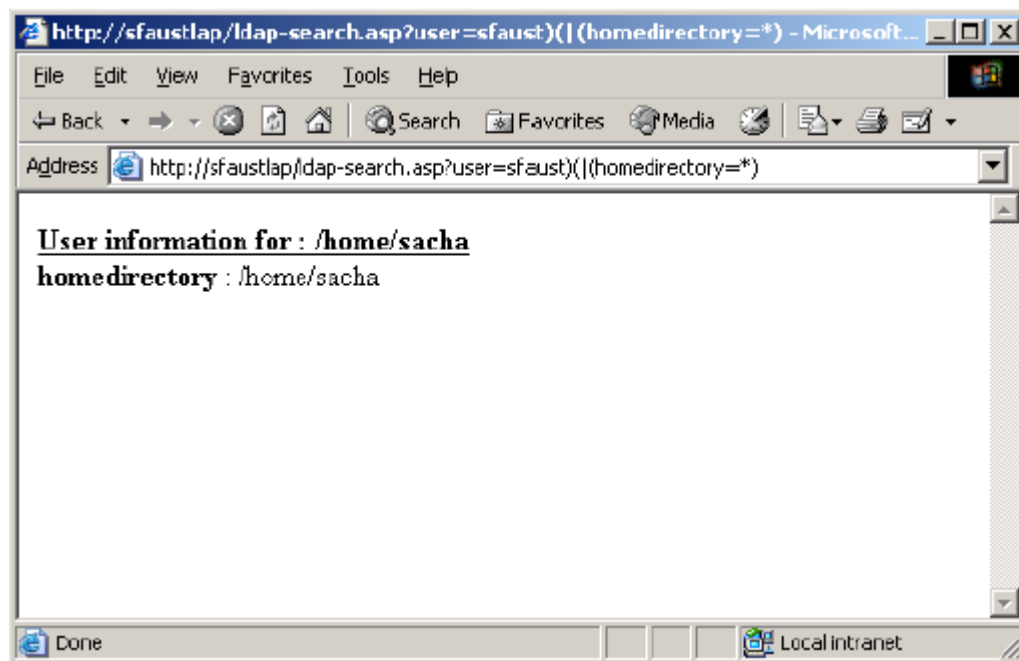 http://sfaustlap/ldap-search.asp?user=sfaust)(|(homedirectory=*) - Microsoft...
File Edit View Favorites Tools Help
Back Search Favorites Media
Address http://sfaustlap/ldap-search.asp?user=sfaust)(|(homedirectory=*)
User information for : /home/sacha
homedirectory : /home/sacha
Done Local intranet